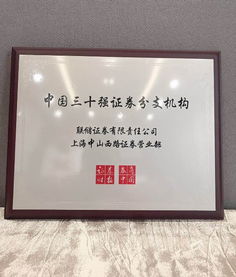 中国三十强证券分支机构
联储证券有限责任公司
上海中山西路证券营业部